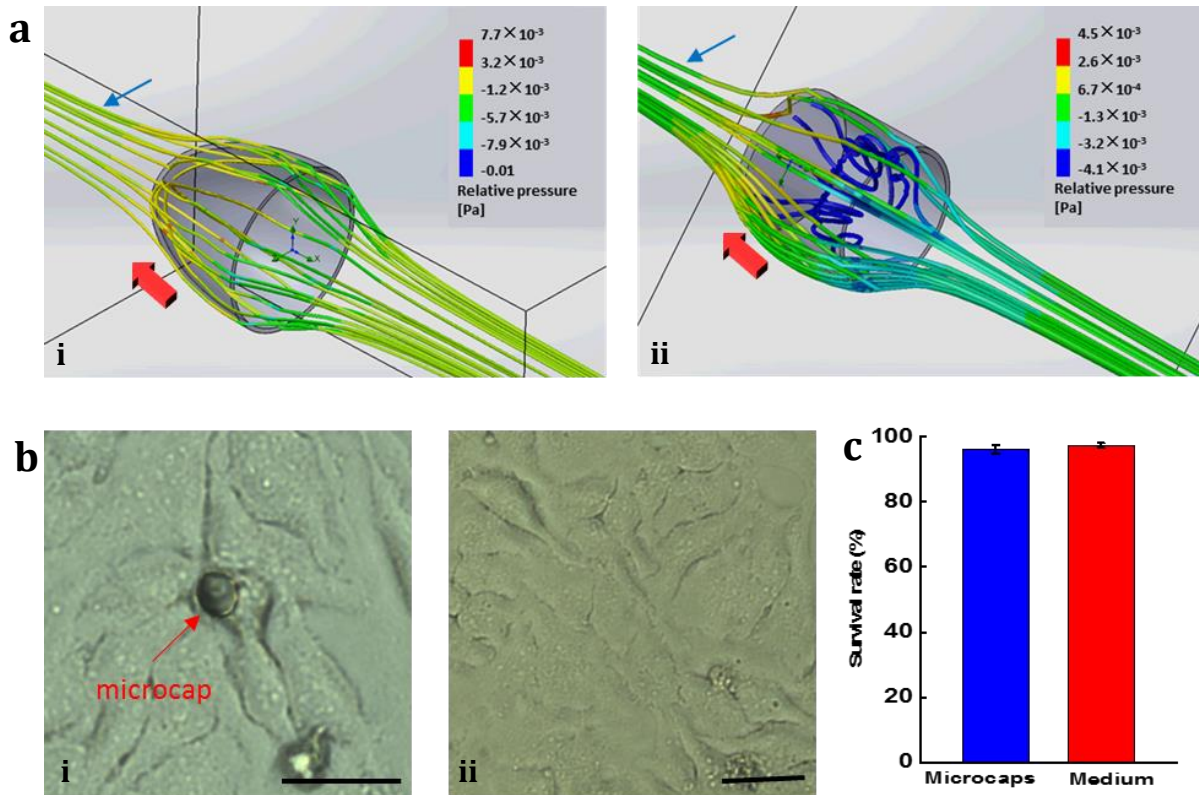 a
7.7×10⁻³
3.2×10⁻³
-1.2×10⁻³
-5.7×10⁻³
-7.9×10⁻³
-0.01
Relative pressure
[Pa]
Y
Z X
i
4.5×10⁻³
2.6×10⁻³
6.7×10⁻⁴
-1.3×10⁻³
-3.2×10⁻³
-4.1×10⁻³
Relative pressure
[Pa]
ii
b
microcap
i
ii
c
Survival rate (%)
100
80
60
40
20
0
Microcaps Medium